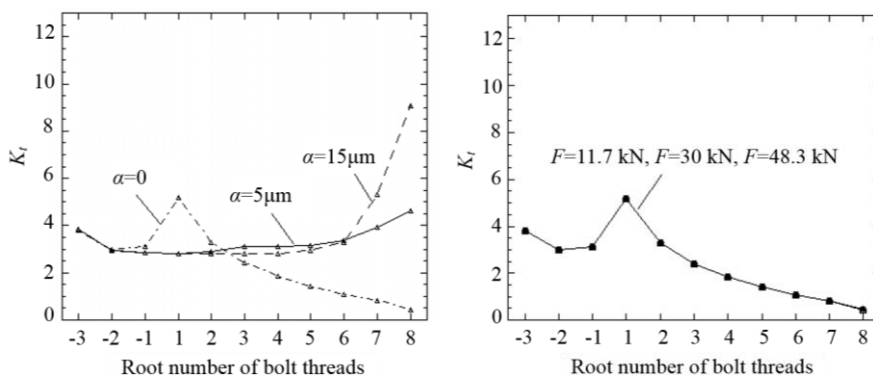 12
10
8
6
4
2
0
K_t
α=0
α=5μm
α=15μm
-3 -2 -1 1 2 3 4 5 6 7 8
Root number of bolt threads
12
10
8
6
4
2
0
K_t
F=11.7 kN, F=30 kN, F=48.3 kN
-3 -2 -1 1 2 3 4 5 6 7 8
Root number of bolt threads